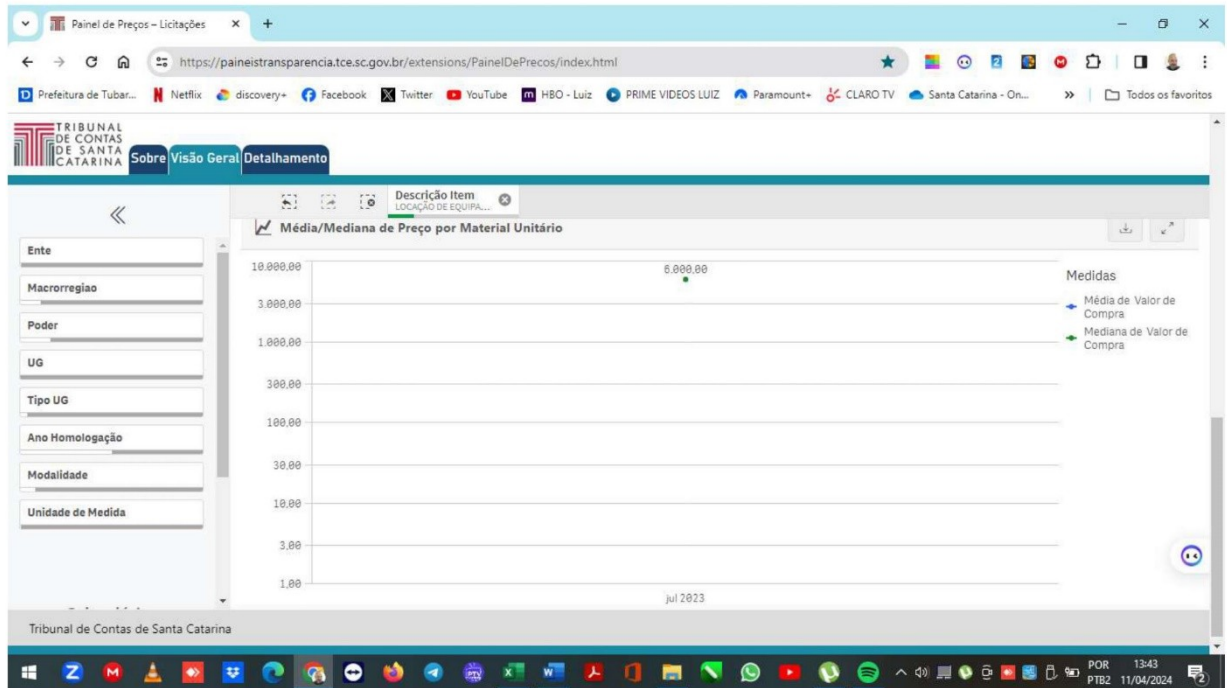 Painel de Preços – Licitações
https://paineistransparencia.tce.sc.gov.br/extensions/PainelDePrecos/index.html
Prefeitura de Tubar... Netflix discovery+ Facebook Twitter YouTube HBO - Luiz PRIME VIDEOS LUIZ Paramount+ CLARO TV Santa Catarina - On... » Todos os favoritos
TRIBUNAL
DE CONTAS
DE SANTA
CATARINA
Sobre Visão Geral Detalhamento
Descrição Item
LOCAÇÃO DE EQUIPA...
Média/Mediana de Preço por Material Unitário
Ente
Macrorregiao
Poder
UG
Tipo UG
Ano Homologação
Modalidade
Unidade de Medida
10.000,00
3.000,00
1.000,00
300,00
100,00
30,00
10,00
3,00
1,00
6.000,00
jul 2023
Medidas
Média de Valor de
Compra
Mediana de Valor de
Compra
Tribunal de Contas de Santa Catarina
POR
PTB2
13:43
11/04/2024